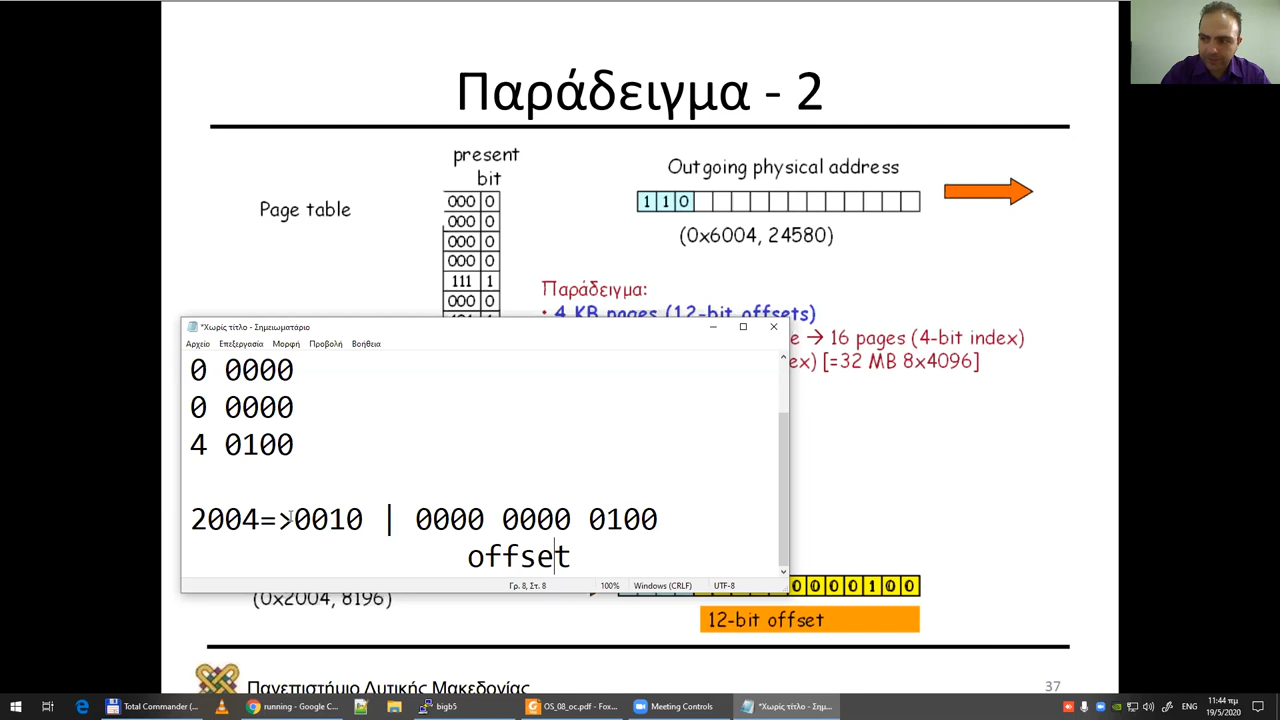 Παράδειγμα - 2
present
bit
Page table
000 0
000 0
000 0
000 0
111 1
000 0
Outgoing physical address
1 1 0
(0x6004, 24580)
Παράδειγμα:
• 4 KB pages (12-bit offsets)
e → 16 pages (4-bit index)
ex) [=32 MB 8x4096]
*Χωρίς τίτλο - Σημειωματάριο
Αρχείο Επεξεργασία Μορφή Προβολή Βοήθεια
0 0000
0 0000
4 0100
2004=>0010 | 0000 0000 0100
offset
Γρ. 8, Στ. 8 100% Windows (CRLF) UTF-8
(0x2004, 8196)
0 0 0 0 1 0 0
12-bit offset
Πανεπιστήμιο Δυτικής Μακεδονίας
37
Total Commander (... running - Google C... bigb5 OS_08_oc.pdf - Fox... Meeting Controls *Χωρίς τίτλο - Σημ...
11:44 πμ
19/5/2020